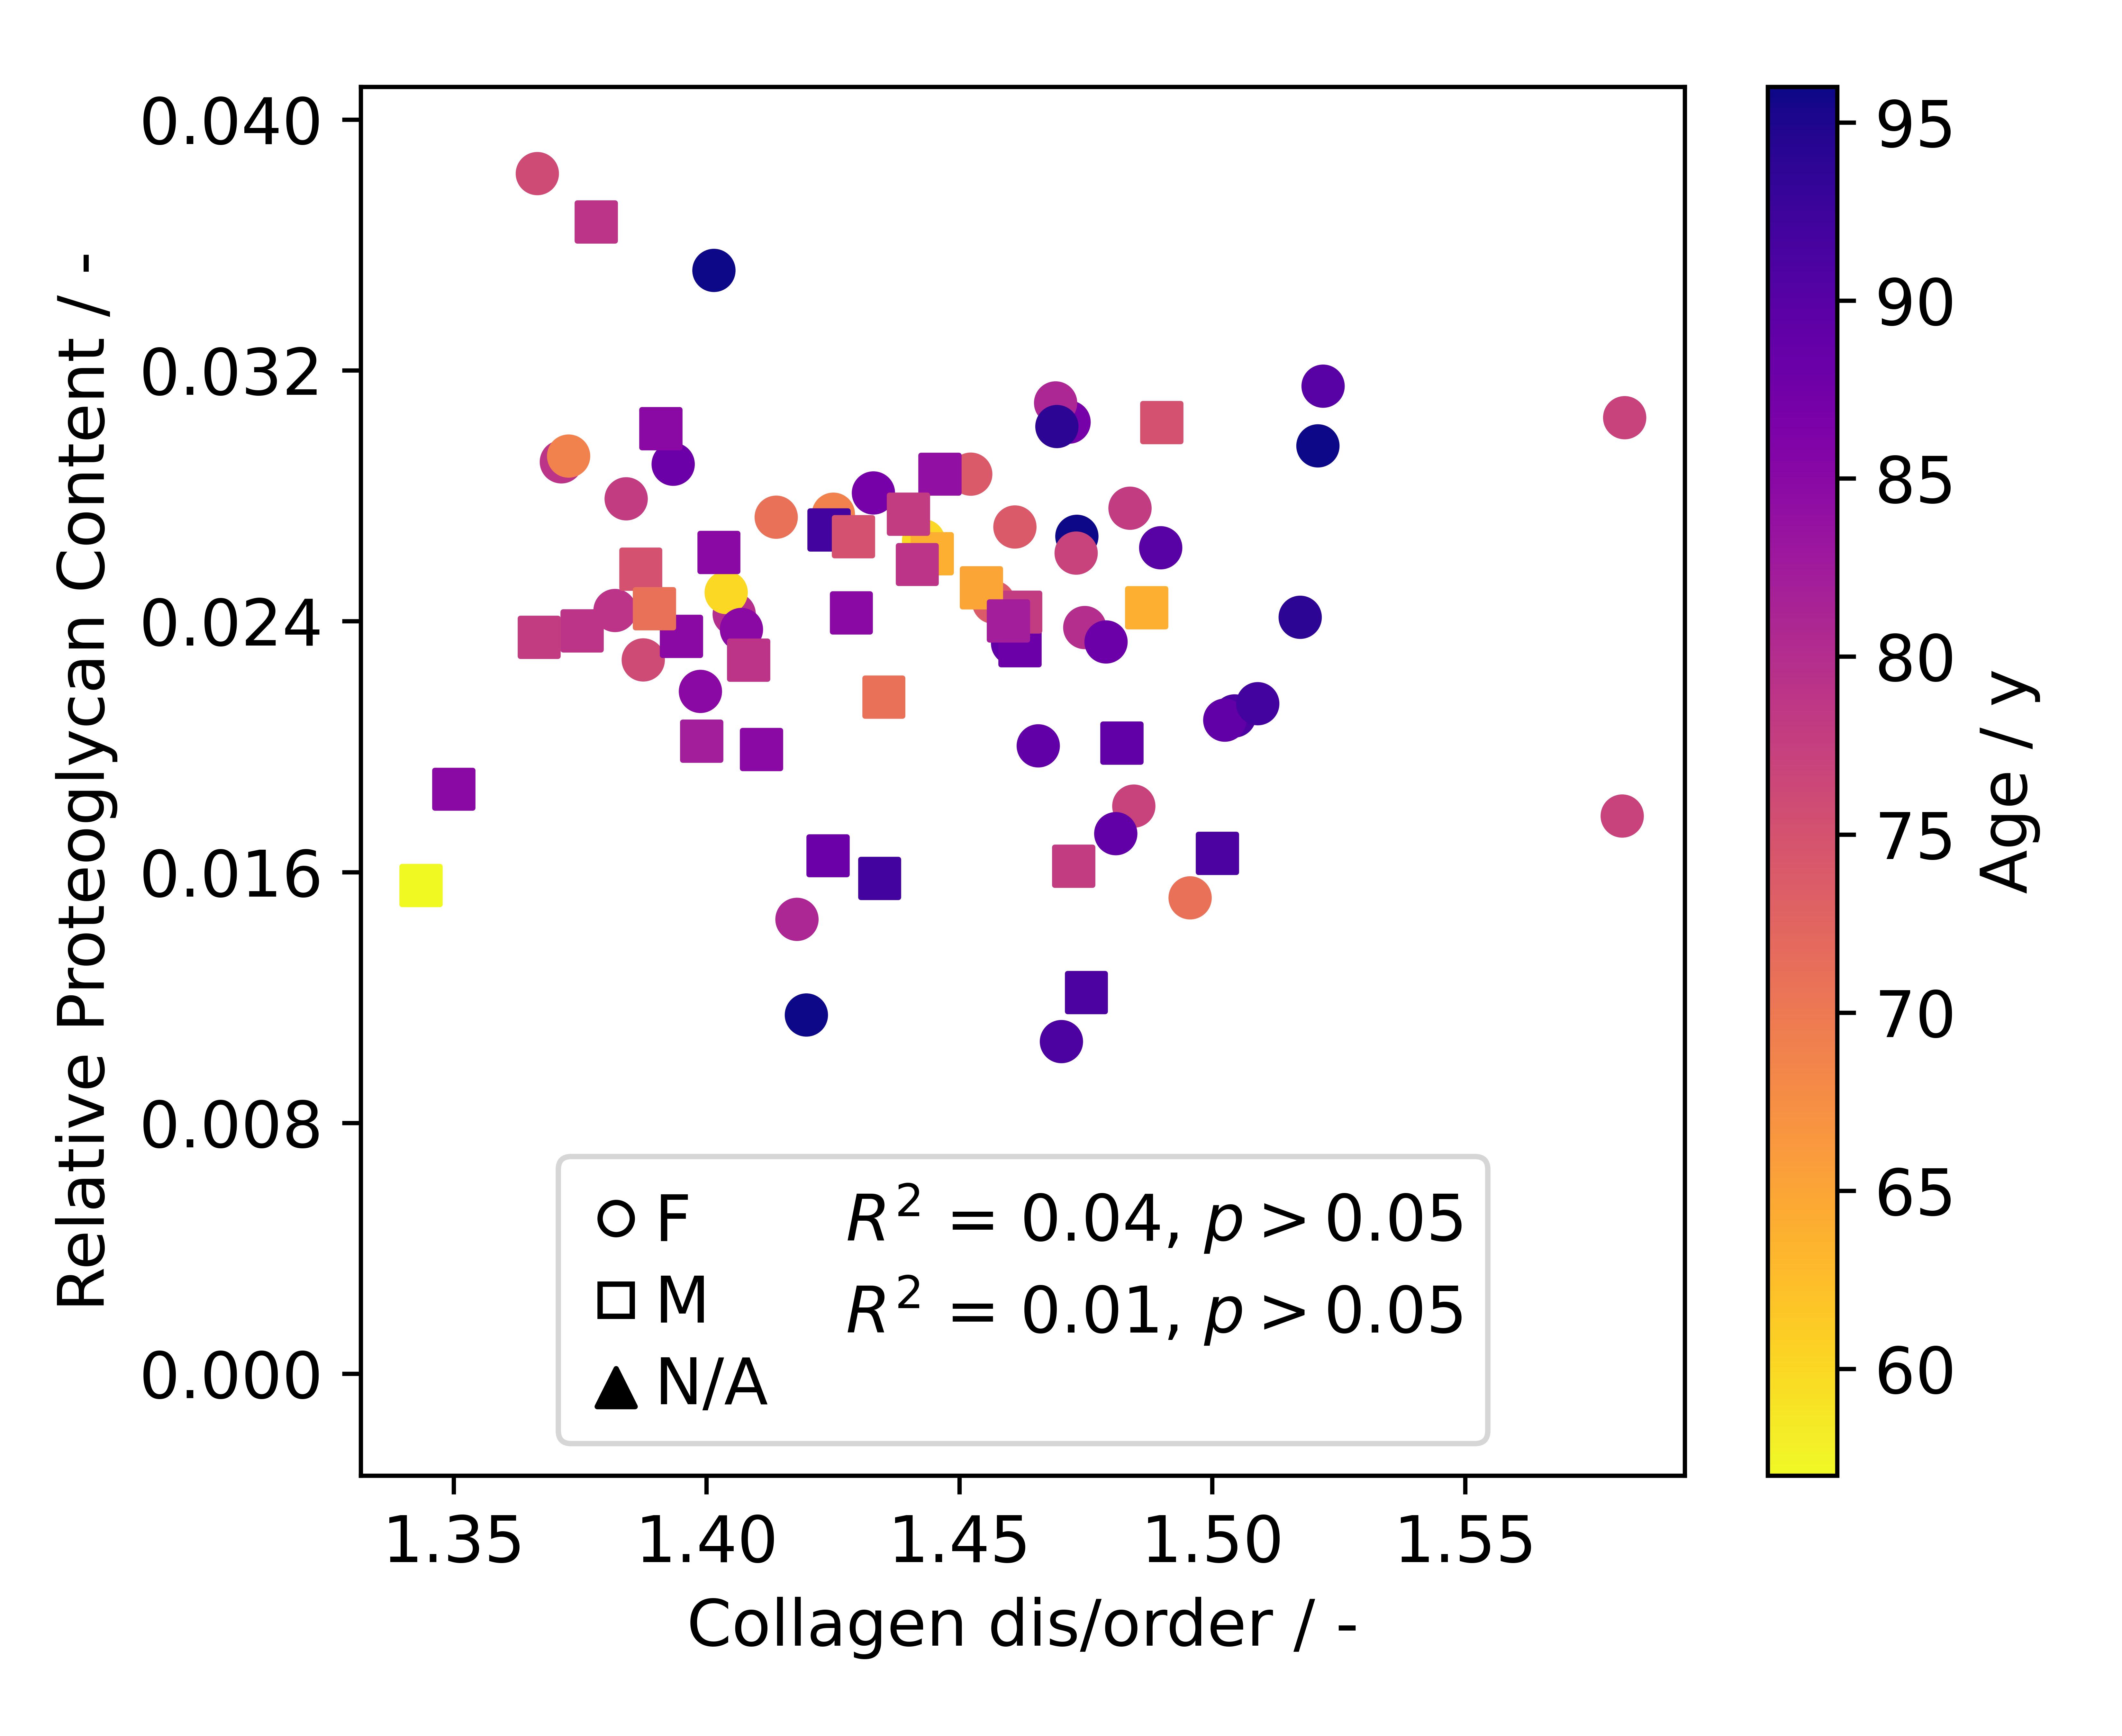 Relative Proteoglycan Content / -
0.040
0.032
0.024
0.016
0.008
0.000
F R² = 0.04, p > 0.05
M R² = 0.01, p > 0.05
N/A
1.35 1.40 1.45 1.50 1.55
Collagen dis/order / -
95
90
85
80
75
70
65
60
Age / y